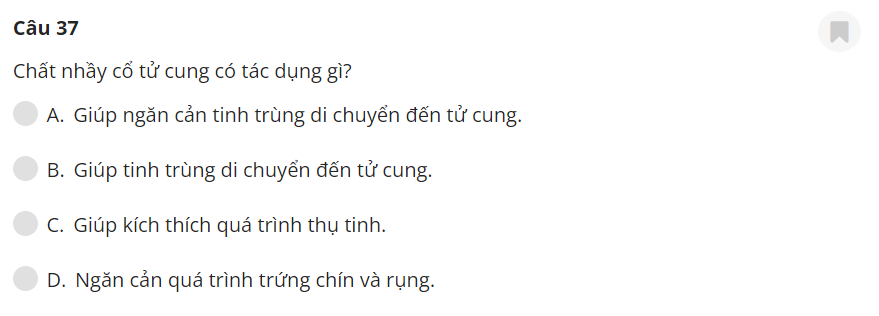 Câu 37
Chất nhầy cổ tử cung có tác dụng gì?
A. Giúp ngăn cản tinh trùng di chuyển đến tử cung.
B. Giúp tinh trùng di chuyển đến tử cung.
C. Giúp kích thích quá trình thụ tinh.
D. Ngăn cản quá trình trứng chín và rụng.